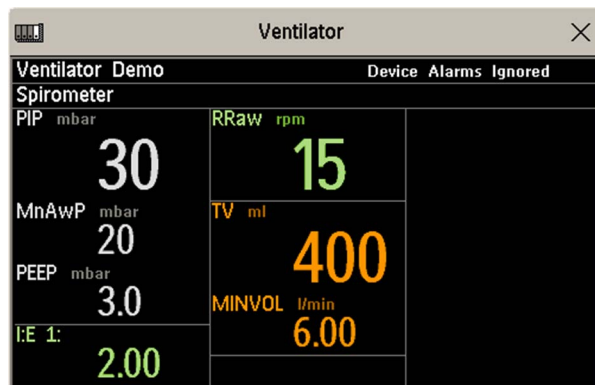 Ventilator
Ventilator Demo Device Alarms Ignored
Spirometer
PIP mbar
30
RRaw rpm
15
MnAwP mbar
20
TV ml
400
PEEP mbar
3.0
MINVOL l/min
6.00
I:E 1:
2.00